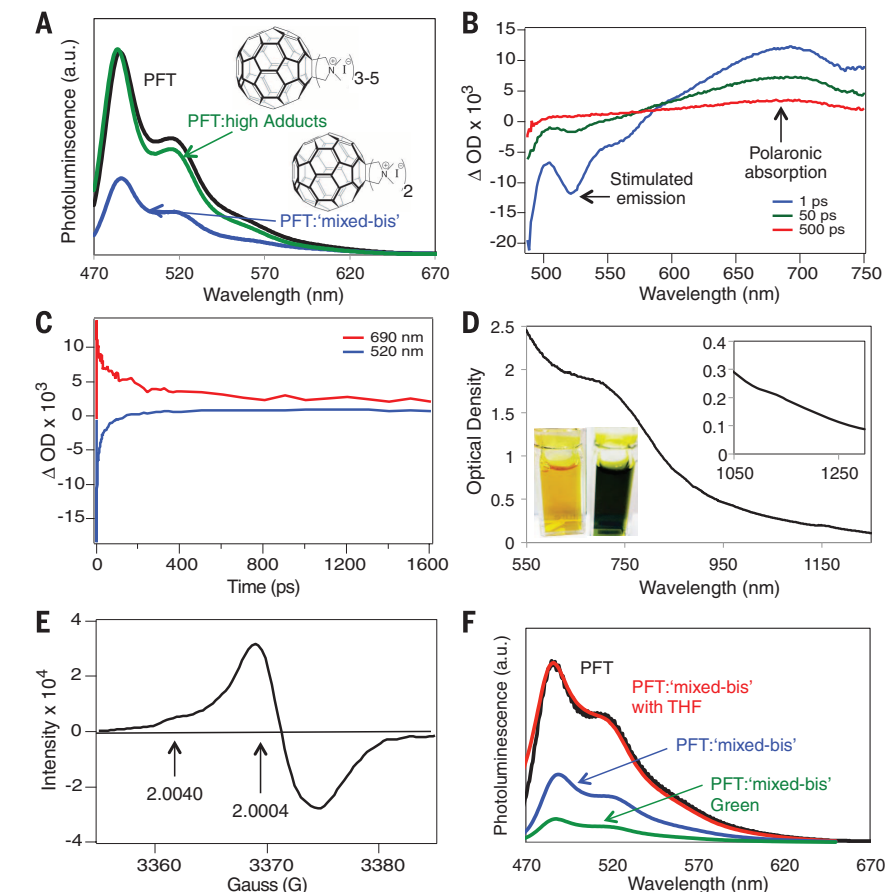 A
Photoluminescence (a.u.)
PFT
PFT:high Adducts
PFT:'mixed-bis'
N
+
I
-
3-5
N
+
I
-
2
470
520
570
620
670
Wavelength (nm)
B
Δ OD x 10³
15
10
5
0
-5
-10
-15
-20
Stimulated
emission
Polaronic
absorption
1 ps
50 ps
500 ps
500
550
600
650
700
750
Wavelength (nm)
C
Δ OD x 10³
10
5
0
-5
-10
-15
690 nm
520 nm
0
400
800
1200
1600
Time (ps)
D
Optical Density
2.5
2
1.5
1
0.5
0
0.4
0.3
0.2
0.1
0
1050
1250
550
750
950
1150
Wavelength (nm)
E
Intensity x 10⁴
4
2
0
-2
-4
2.0040
2.0004
3360
3370
3380
Gauss (G)
F
Photoluminescence (a.u.)
PFT
PFT:'mixed-bis'
with THF
PFT:'mixed-bis'
PFT:'mixed-bis'
Green
470
520
570
620
670
Wavelength (nm)